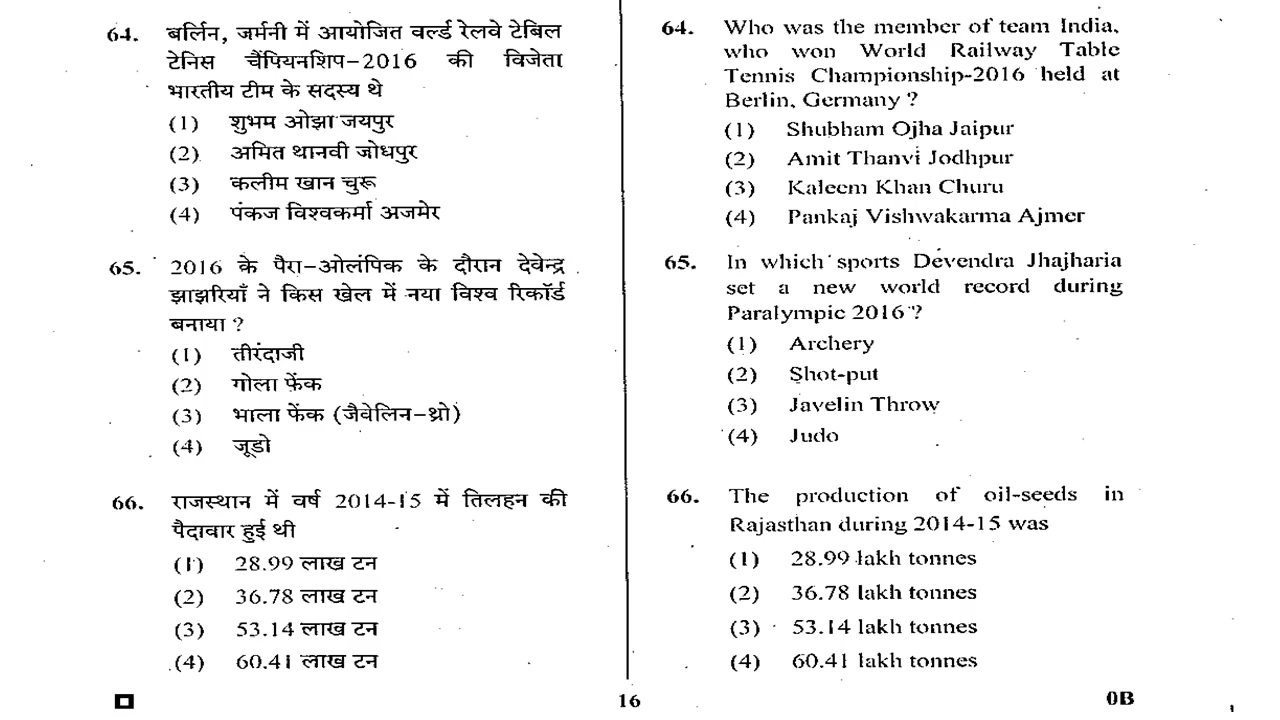 64. बर्लिन, जर्मनी में आयोजित वर्ल्ड रेलवे टेबिल
टेनिस चैंपियनशिप-2016 की विजेता
भारतीय टीम के सदस्य थे
(1) शुभम ओझा जयपुर
(2) अमित थानवी जोधपुर
(3) कलीम खान चुरू
(4) पंकज विश्वकर्मा अजमेर
65. 2016 के पैरा-ओलंपिक के दौरान देवेन्द्र
झाझरियाँ ने किस खेल में नया विश्व रिकॉर्ड
बनाया ?
(1) तीरंदाजी
(2) गोला फ़ेंक
(3) भाला फेंक (जैवेलिन-थ्रो)
(4) जूडो
66. राजस्थान में वर्ष 2014-15 में तिलहन की
पैदावार हुई थी
(1) 28.99 लाख टन
(2) 36.78 लाख टन
(3) 53.14 लाख टन
(4) 60.41 लाख टन
64. Who was the member of team India,
who won World Railway Table
Tennis Championship-2016 held at
Berlin, Germany ?
(1) Shubham Ojha Jaipur
(2) Amit Thanvi Jodhpur
(3) Kaleem Khan Churu
(4) Pankaj Vishwakarma Ajmer
65. In which sports Devendra Jhajharia
set a new world record during
Paralympic 2016 ?
(1) Archery
(2) Shot-put
(3) Javelin Throw
(4) Judo
66. The production of oil-seeds in
Rajasthan during 2014-15 was
(1) 28.99 lakh tonnes
(2) 36.78 lakh tonnes
(3) 53.14 lakh tonnes
(4) 60.41 lakh tonnes
16
0B